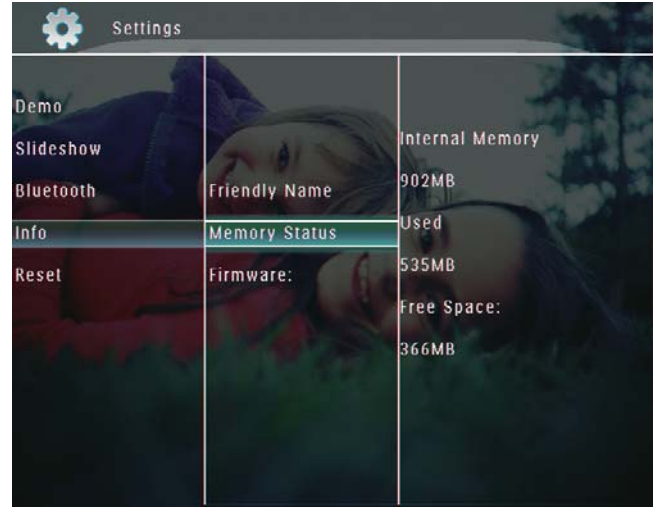 Settings
Demo
Slideshow
Bluetooth
Info
Reset
Friendly Name
Memory Status
Firmware:
Internal Memory
902MB
Used
535MB
Free Space:
366MB